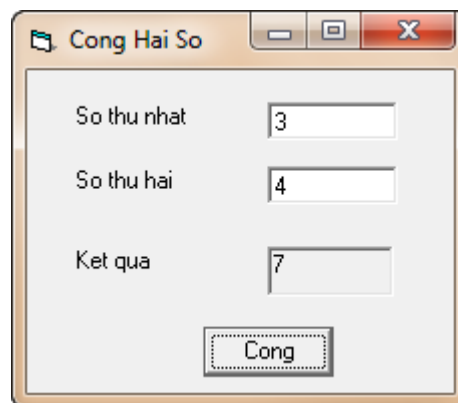 Cong Hai So
So thu nhat 3
So thu hai 4
Ket qua 7
Cong